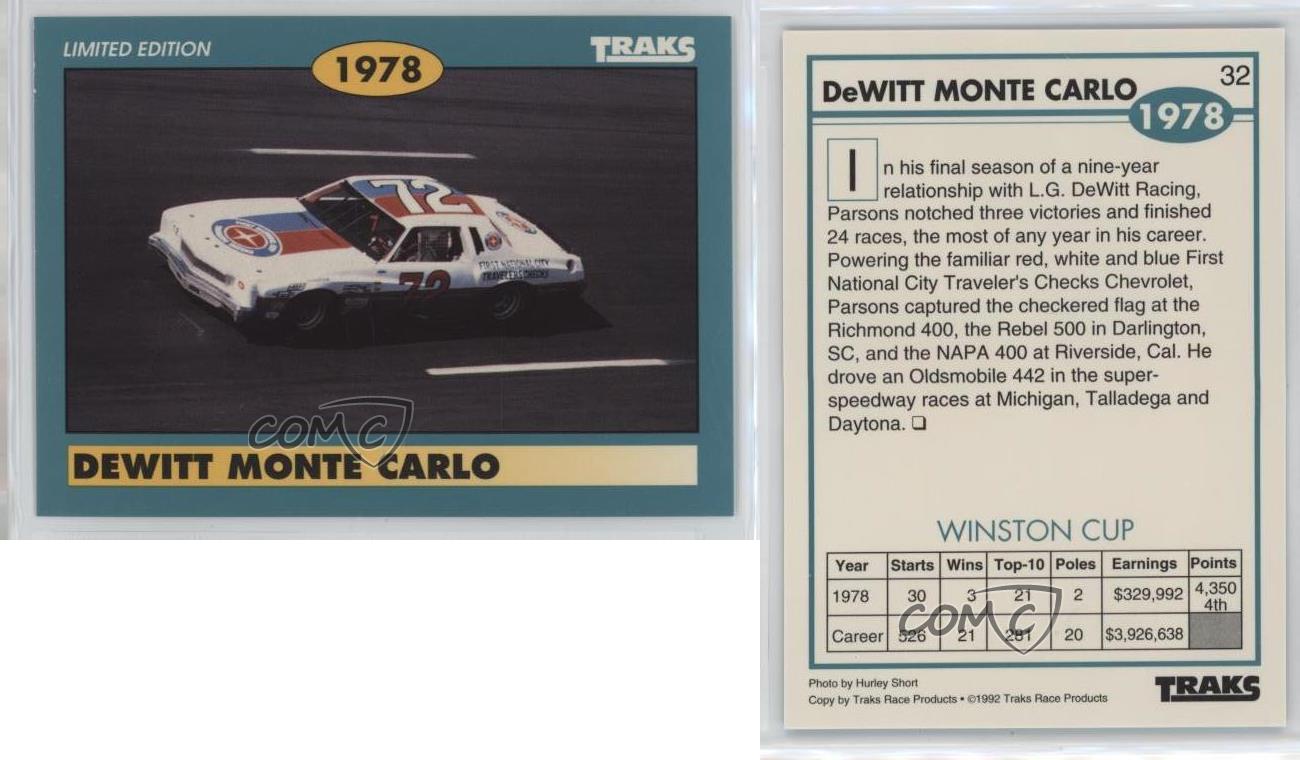 LIMITED EDITION
TRAKS
1978
72
FIRST NATIONAL CITY
TRAVELERS CHECKS
72
COMC
DEWITT MONTE CARLO
32
DeWITT MONTE CARLO
1978
In his final season of a nine-year
relationship with L.G. DeWitt Racing,
Parsons notched three victories and finished
24 races, the most of any year in his career.
Powering the familiar red, white and blue First
National City Traveler's Checks Chevrolet,
Parsons captured the checkered flag at the
Richmond 400, the Rebel 500 in Darlington,
SC, and the NAPA 400 at Riverside, Cal. He
drove an Oldsmobile 442 in the super-
speedway races at Michigan, Talladega and
Daytona. ❑
WINSTON CUP
Year Starts Wins Top-10 Poles Earnings Points
1978 30 3 21 2 $329,992 4,350
4th
Career 526 21 281 20 $3,926,638
COMC
Photo by Hurley Short
Copy by Traks Race Products • ©1992 Traks Race Products
TRAKS